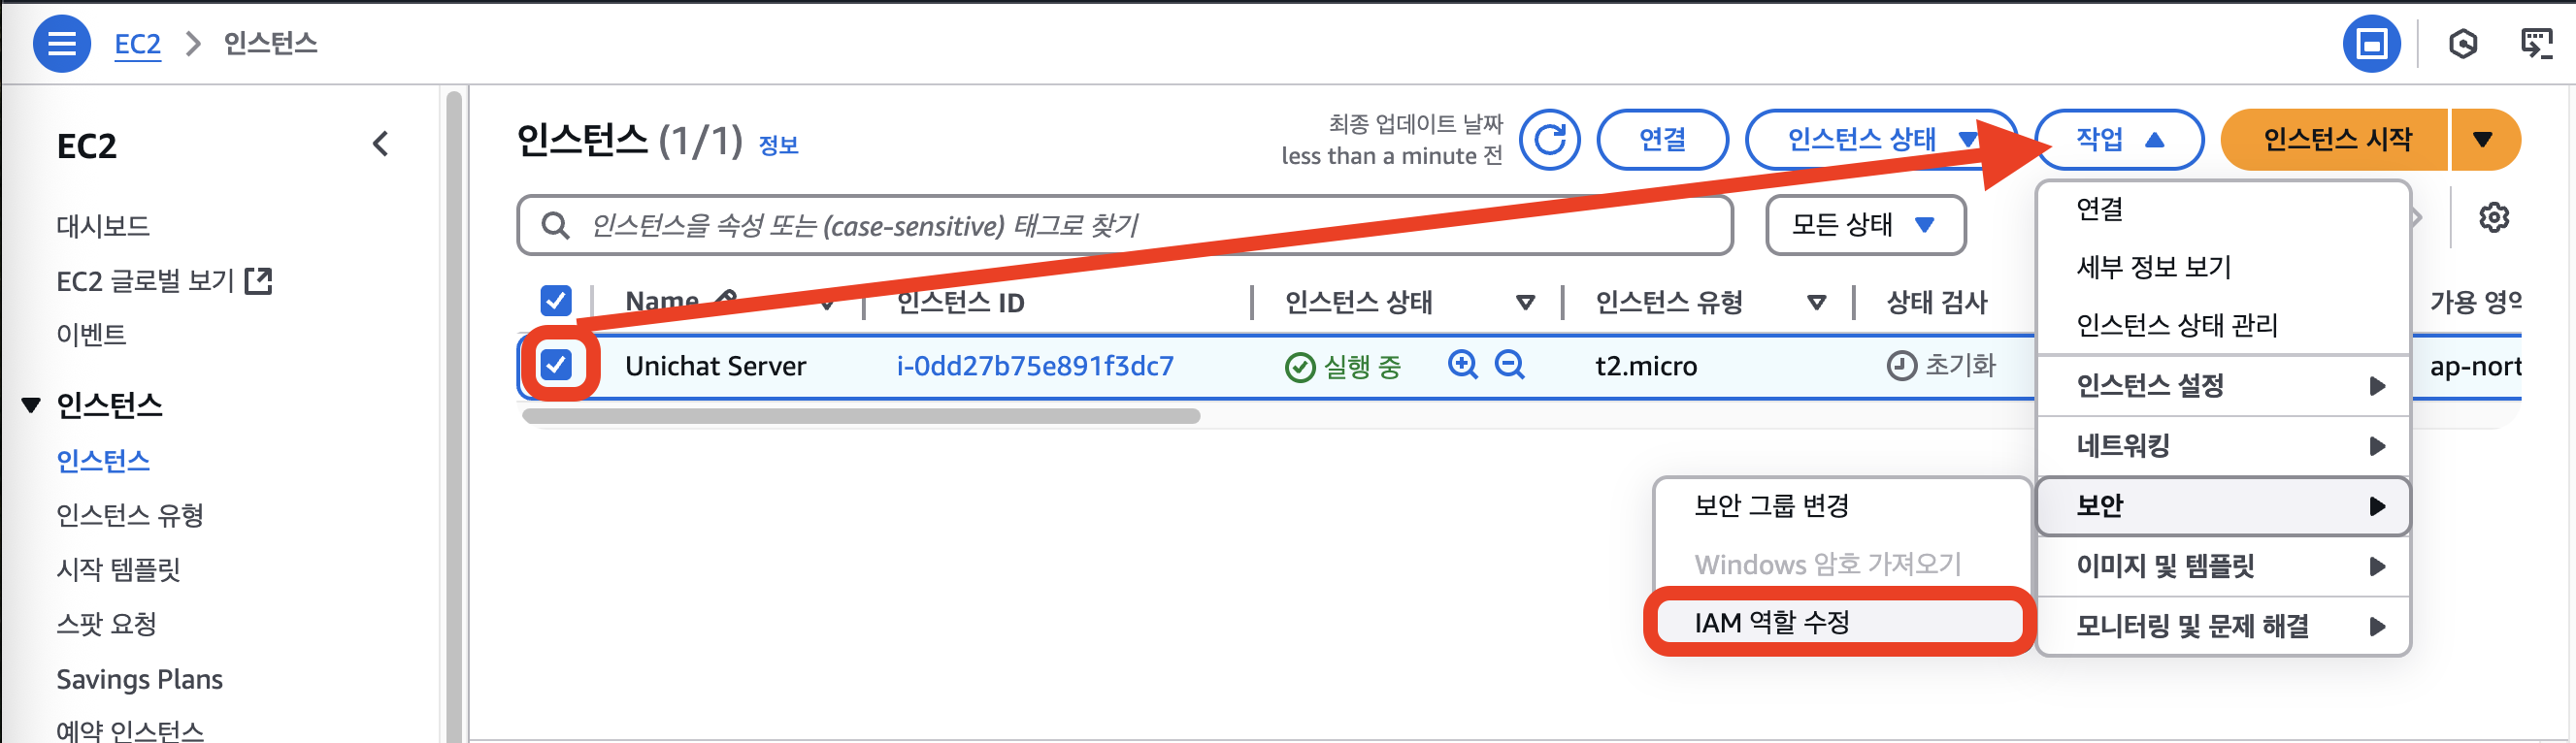 EC2 > 인스턴스
EC2
대시보드
EC2 글로벌 보기
이벤트
인스턴스
인스턴스
인스턴스 유형
시작 템플릿
스팟 요청
Savings Plans
예약 인스턴스
인스턴스 (1/1) 정보
최종 업데이트 날짜
less than a minute 전
연결
인스턴스 상태
작업
인스턴스 시작
인스턴스을 속성 또는 (case-sensitive) 태그로 찾기
모든 상태
Name 인스턴스 ID 인스턴스 상태 인스턴스 유형 상태 검사 가용 영역
Unichat Server i-0dd27b75e891f3dc7 실행 중 t2.micro 초기화 ap-nort
연결
세부 정보 보기
인스턴스 상태 관리
인스턴스 설정
네트워킹
보안
이미지 및 템플릿
모니터링 및 문제 해결
보안 그룹 변경
Windows 암호 가져오기
IAM 역할 수정